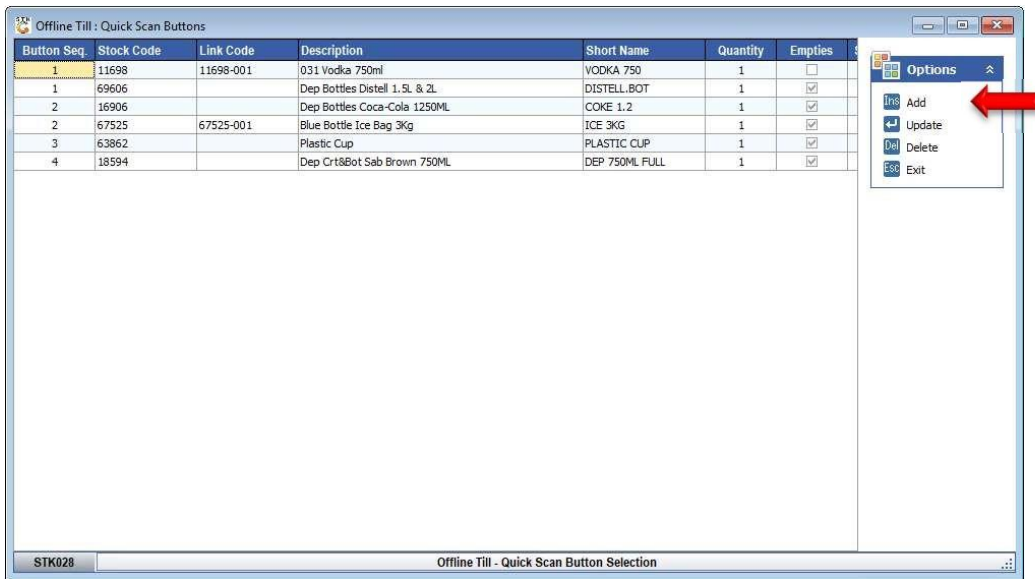 Offline Till : Quick Scan Buttons
Button Seq. Stock Code Link Code Description Short Name Quantity Empties
1 11698 11698-001 031 Vodka 750ml VODKA 750 1
1 69606 Dep Bottles Distell 1.5L & 2L DISTELL.BOT 1
2 16906 Dep Bottles Coca-Cola 1250ML COKE 1.2 1
2 67525 67525-001 Blue Bottle Ice Bag 3Kg ICE 3KG 1
3 63862 Plastic Cup PLASTIC CUP 1
4 18594 Dep Crt&Bot Sab Brown 750ML DEP 750ML FULL 1
Options
Ins Add
Update
Del Delete
Esc Exit
STK028 Offline Till - Quick Scan Button Selection